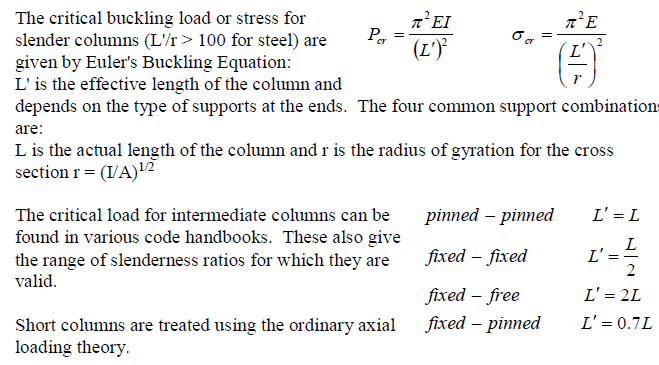 The critical buckling load or stress for
slender columns (L'/r > 100 for steel) are
given by Euler's Buckling Equation:
P_cr = π²EI / (L')²    σ_cr = π²E / (L'/r)²
L' is the effective length of the column and
depends on the type of supports at the ends. The four common support combinations
are:
L is the actual length of the column and r is the radius of gyration for the cross
section r = (I/A)^1/2
The critical load for intermediate columns can be
found in various code handbooks. These also give
the range of slenderness ratios for which they are
valid.
Short columns are treated using the ordinary axial
loading theory.
pinned – pinned    L' = L
fixed – fixed    L' = L/2
fixed – free    L' = 2L
fixed – pinned    L' = 0.7L